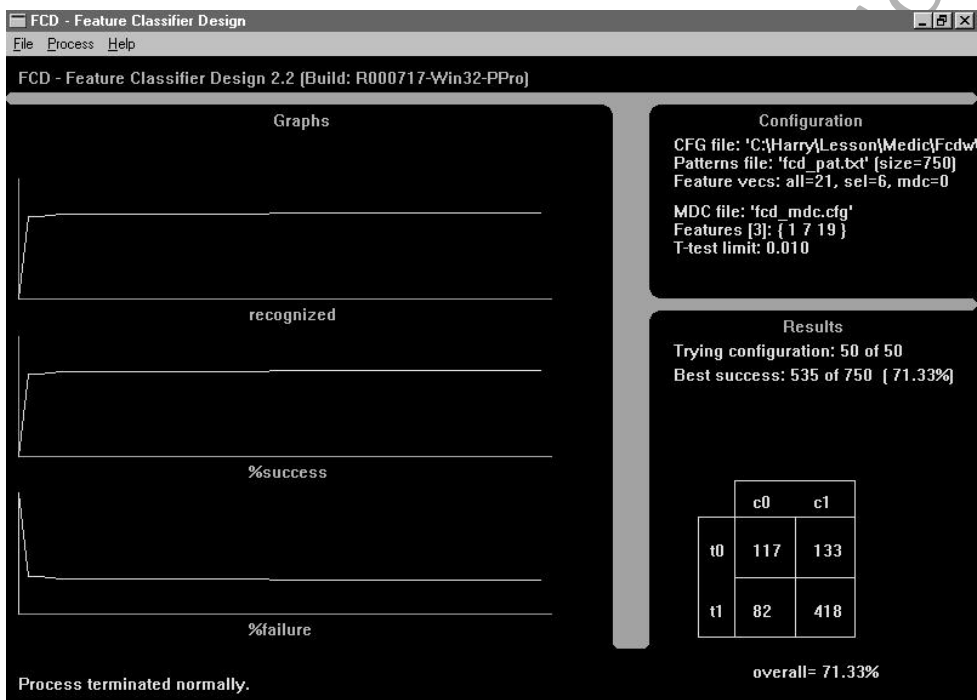 FCD - Feature Classifier Design
File Process Help
FCD - Feature Classifier Design 2.2 (Build: R000717-Win32-PPro)
Graphs
recognized
%success
%failure
Process terminated normally.
Configuration
CFG file: 'C:\Harry\Lesson\Medic\Fcdw\
Patterns file: 'fcd_pat.txt' (size=750)
Feature vecs: all=21, sel=6, mdc=0
MDC file: 'fcd_mdc.cfg'
Features [3]: { 1 7 19 }
T-test limit: 0.010
Results
Trying configuration: 50 of 50
Best success: 535 of 750 ( 71.33%)
c0 c1
t0 117 133
t1 82 418
overall= 71.33%